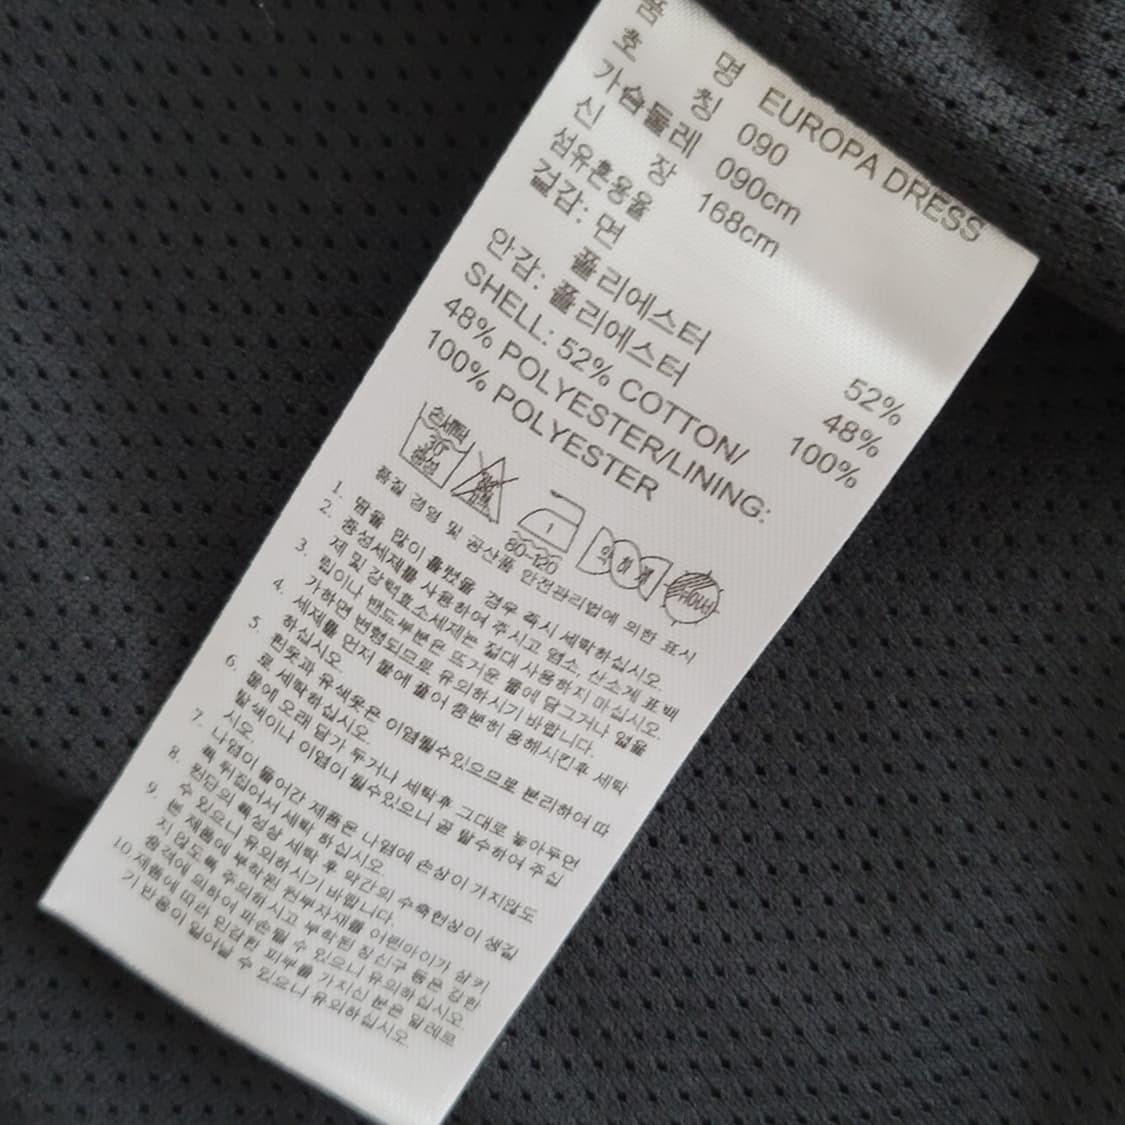 품 명 EUROPA DRESS
호 칭 090
가슴둘레 090cm
신 장 168cm
섬유혼용율
겉감: 면 52%
폴리에스터 48%
안감: 폴리에스터 100%
SHELL: 52% COTTON/
48% POLYESTER/LINING:
100% POLYESTER
손세탁
30°
중성
1
80-120
품질 경영 및 공산품 안전관리법에 의한 표시
1. 땀을 많이 흘렸을 경우 즉시 세탁하십시오.
2. 중성세제를 사용하여 주시고 염소, 산소계 표백
제 및 강력효소세제는 절대 사용하지 마십시오.
3. 립이나 밴드부분은 뜨거운 물에 담그거나 열을
가하면 변형되므로 유의하시기 바랍니다.
4. 세제를 먼저 물에 풀어 충분히 용해시킨후 세탁
하십시오.
5. 흰옷과 유색옷은 이염될수있으므로 분리하여 따
로 세탁하십시오.
6. 물에 오래 담가 두거나 세탁후 그대로 놓아두면
탈색이나 이염이 될수있으니 곧 탈수하여 주십
시오.
7. 나염이 들어간 제품은 나염에 손상이 가지않도
록 뒤집어서 세탁 하십시오.
8. 원단의 특성상 세탁 후 약간의 수축현상이 생길
수 있으니 유의하시기 바랍니다.
9. 본 제품에 부착된 원부자재를 어린아이가 삼키
지 않도록 주의하시고 부착된 장신구 등은 강한
충격에 의하여 파손될 수 있으니 유의하십시오.
10.제품에 따라 민감한 피부를 가지신 분은 알레르
기 반응이 일어날 수 있으니 유의하십시오.